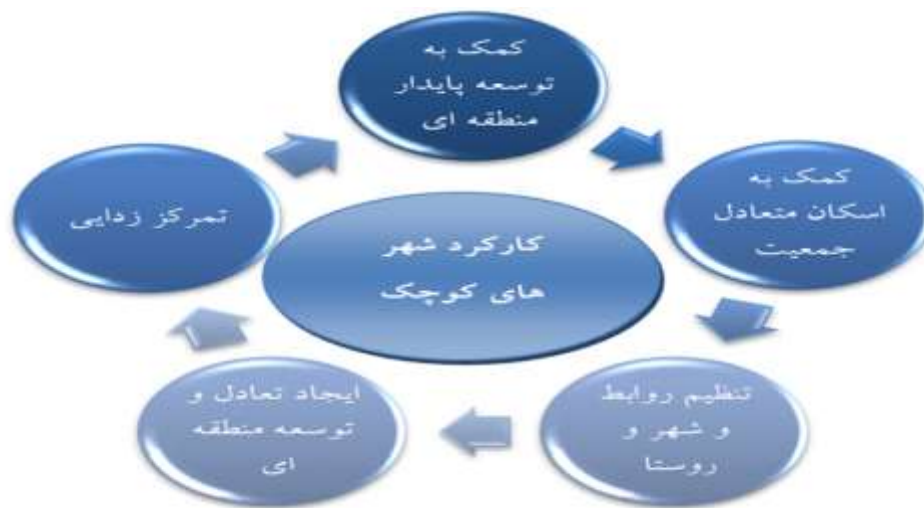 کمک به
توسعه پایدار
منطقه ای
کمک به
اسکان متعادل
جمعیت
تنظیم روابط
و شهر و
روستا
ایجاد تعادل و
توسعه منطقه
ای
تمرکز زدایی
کارکرد شهر
های کوچک